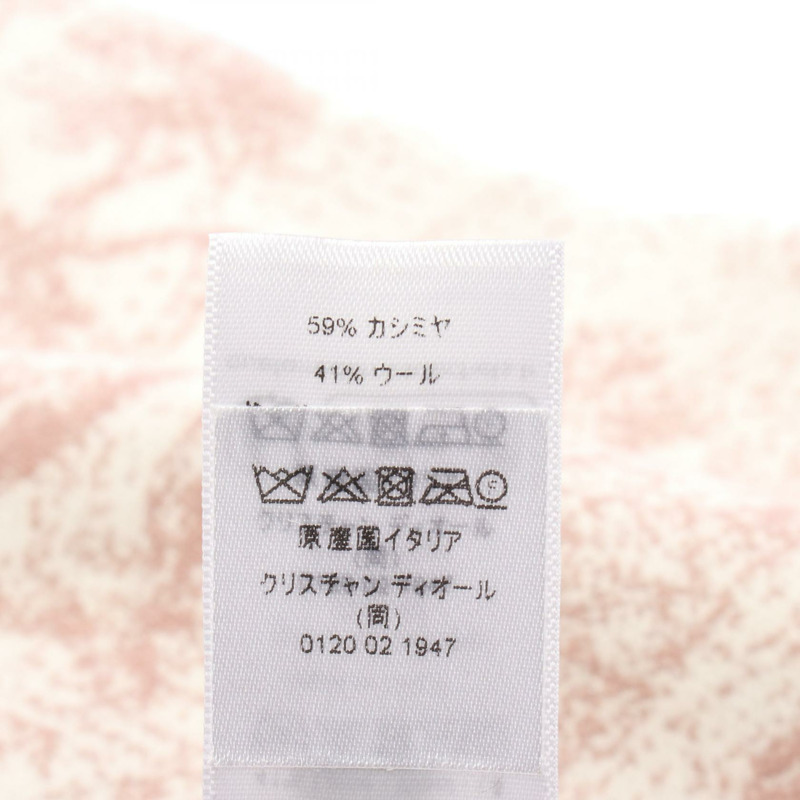 59% カシミヤ
41% ウール
原産国イタリア
クリスチャン ディオール
(同)
0120 02 1947